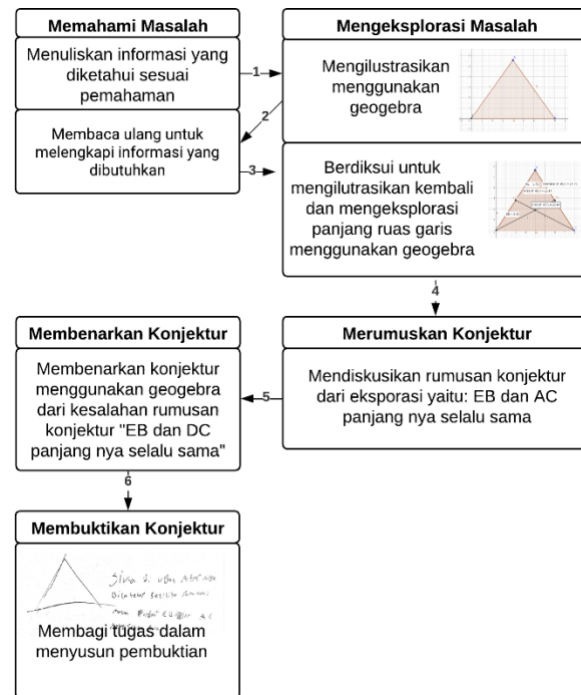 Memahami Masalah
Menuliskan informasi yang
diketahui sesuai
pemahaman
1
Mengeksplorasi Masalah
Mengilustrasikan
menggunakan
geogebra
2
Membaca ulang untuk
melengkapi informasi yang
dibutuhkan
3
Berdiksui untuk
mengilutrasikan kembali
dan mengeksplorasi
panjang ruas garis
menggunakan geogebra
4
Merumuskan Konjektur
Mendiskusikan rumusan konjektur
dari eksporasi yaitu: EB dan AC
panjang nya selalu sama
5
Membenarkan Konjektur
Membenarkan konjektur
menggunakan geogebra
dari kesalahan rumusan
konjektur "EB dan DC
panjang nya selalu sama"
6
Membuktikan Konjektur
Membagi tugas dalam
menyusun pembuktian